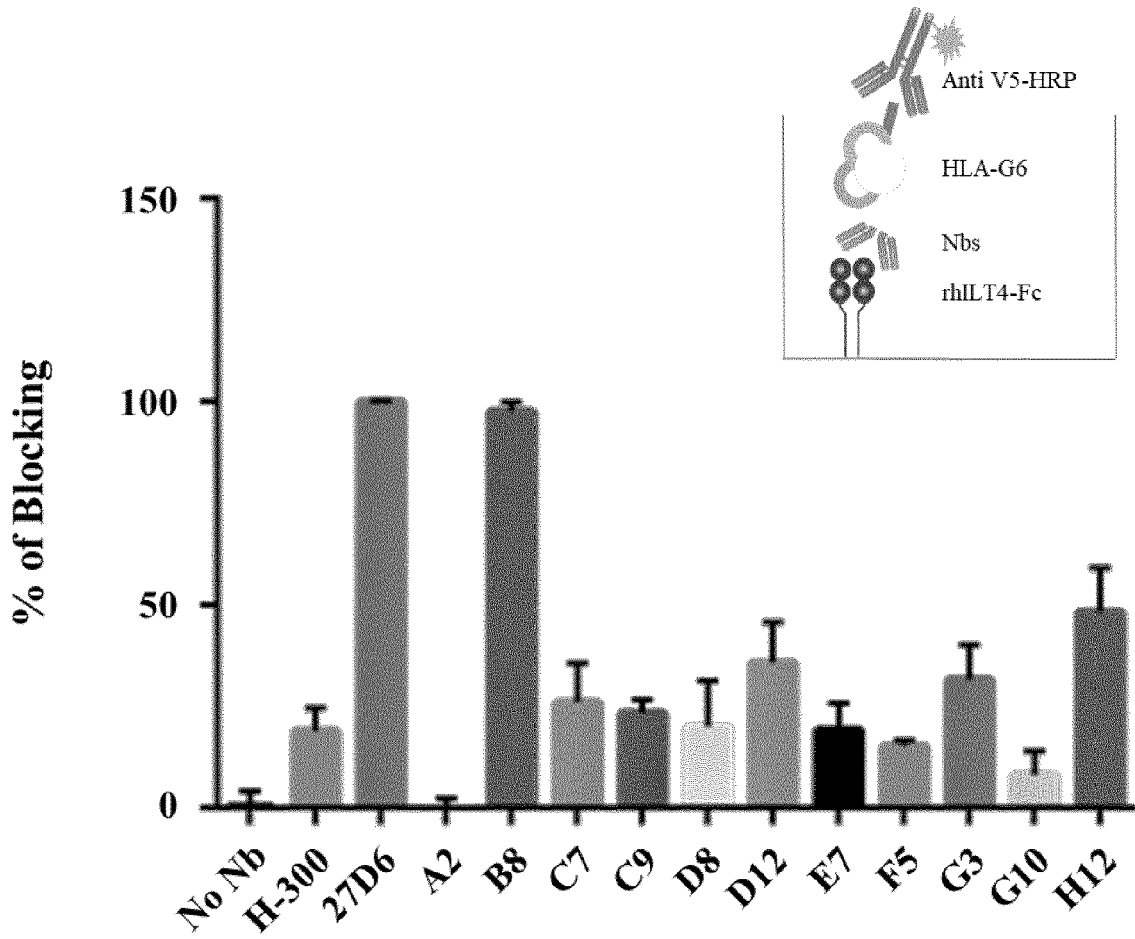 Anti V5-HRP
HLA-G6
Nbs
rhILT4-Fc
% of Blocking
150
100
50
0
No Nb
H-300
27D6
A2
B8
C7
C9
D8
D12
E7
F5
G3
G10
H12